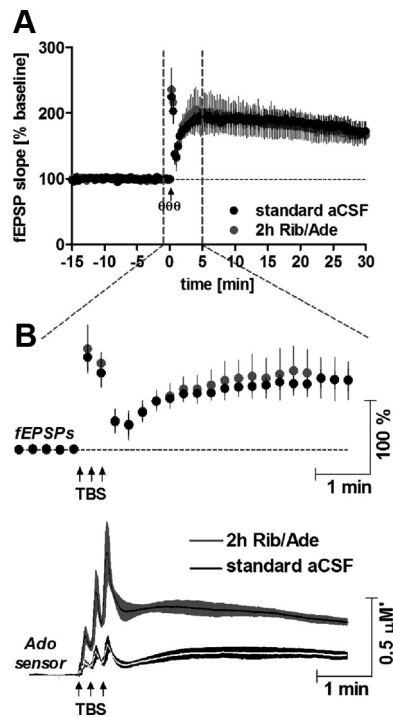 A
fEPSP slope [% baseline]
300
200
100
0
θθθ
standard aCSF
2h Rib/Ade
-15 -10 -5 0 5 10 15 20 25 30
time [min]
B
fEPSPs
TBS
100 %
1 min
2h Rib/Ade
standard aCSF
Ado
sensor
TBS
0.5 µM'
1 min